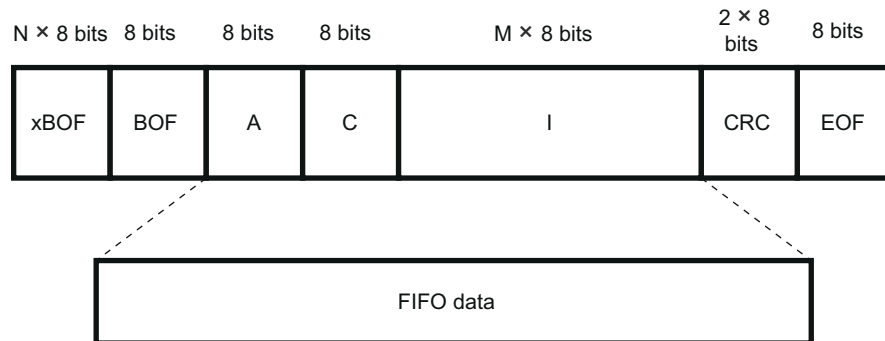 N × 8 bits 8 bits 8 bits 8 bits M × 8 bits 2 × 8 bits 8 bits
xBOF BOF A C I CRC EOF
FIFO data